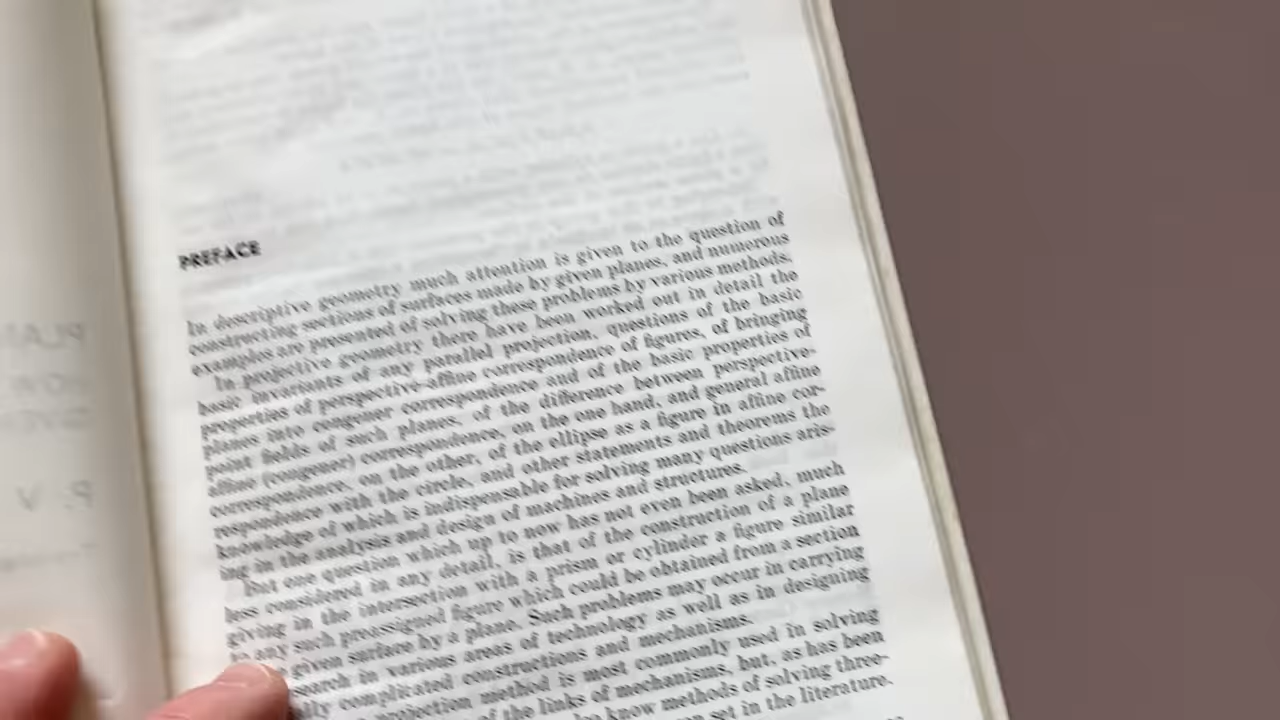 PREFACE
In descriptive geometry much attention is given to the question of
constructing sections of surfaces made by given planes, and numerous
examples are presented of solving these problems by various methods.
In projective geometry there have been worked out in detail the
basic invariants of any parallel projection, questions of the basic
properties of perspective-affine correspondence of figures, of bringing
planes into congener correspondence and of the basic properties of
point fields of such planes, of the difference between perspective-
affine (congener) correspondence, on the one hand, and general affine
correspondence, on the other, of the ellipse as a figure in affine cor-
respondence with the circle, and other statements and theorems the
knowledge of which is indispensable for solving many questions aris-
ing in the analysis and design of machines and structures.
But one question which up to now has not even been asked, much
less considered in any detail, is that of the construction of a plane
giving in the intersection with a prism or cylinder a figure similar
to any such preassigned figure which could be obtained from a section
given surface by a plane. Such problems may occur in carrying
search in various areas of technology as well as in designing
complicated constructions and mechanisms.
projection method is most commonly used in solving
of the links of mechanisms, but, as has been
know methods of solving three-
set in the literature.